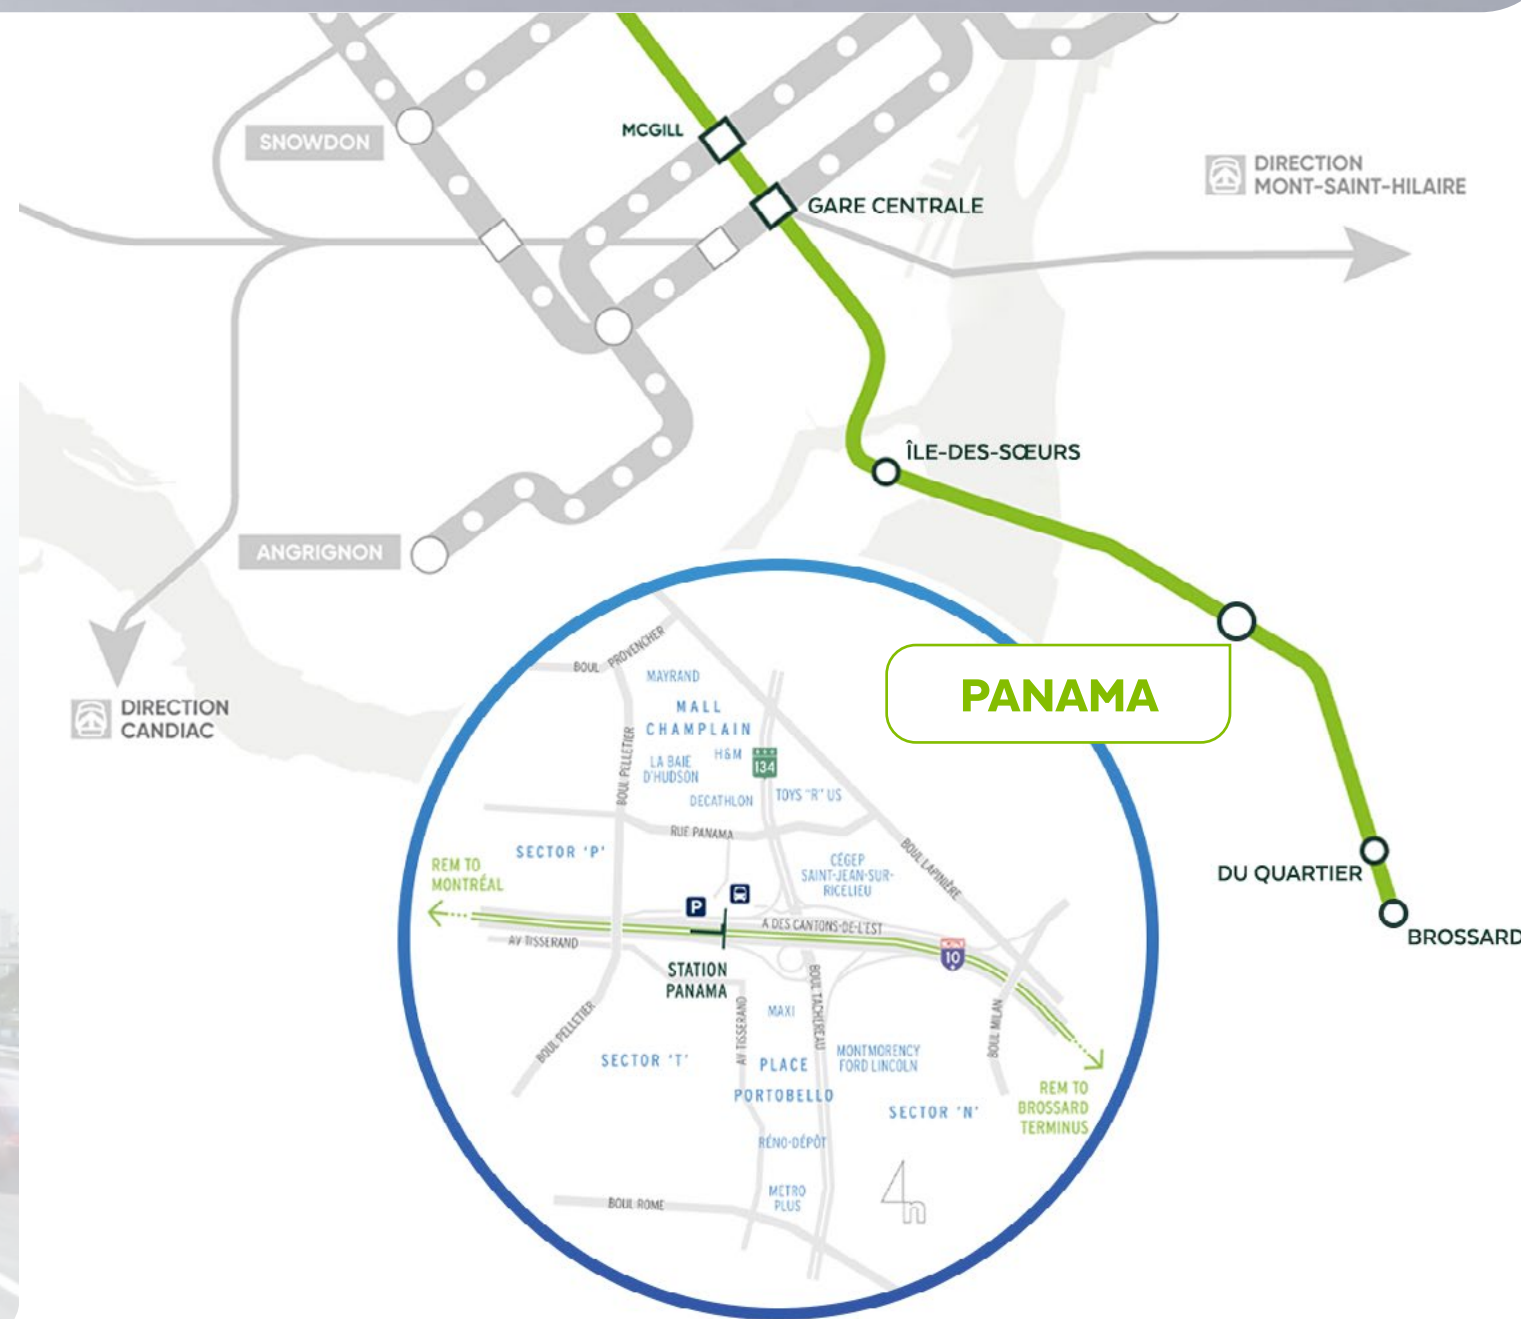 MCGILL
SNOWDON
DIRECTION
MONT-SAINT-HILAIRE
GARE CENTRALE
ÎLE-DES-SŒURS
ANGRIGNON
DIRECTION
CANDIAC
PANAMA
DU QUARTIER
BROSSARD
BOUL PROVENCHER
MAYRAND
MALL
CHAMPLAIN
H&M
134
LA BAIE
D'HUDSON
BOUL PELLETIER
DECATHLON
TOYS "R" US
RUE PANAMA
SECTOR 'P'
BOUL LAPINIÈRE
CÉGEP
SAINT-JEAN-SUR-
RICELIEU
REM TO
MONTRÉAL
P
A DES CANTONS-DE-L'EST
AV TISSERAND
10
STATION
PANAMA
BOUL TACHEREAU
AV TISSERAND
MAXI
BOUL MILAN
BOUL PELLETIER
SECTOR 'T'
PLACE
PORTOBELLO
MONTMORENCY
FORD LINCOLN
SECTOR 'N'
REM TO
BROSSARD
TERMINUS
RÉNO-DÉPÔT
METRO
PLUS
BOUL ROME
n